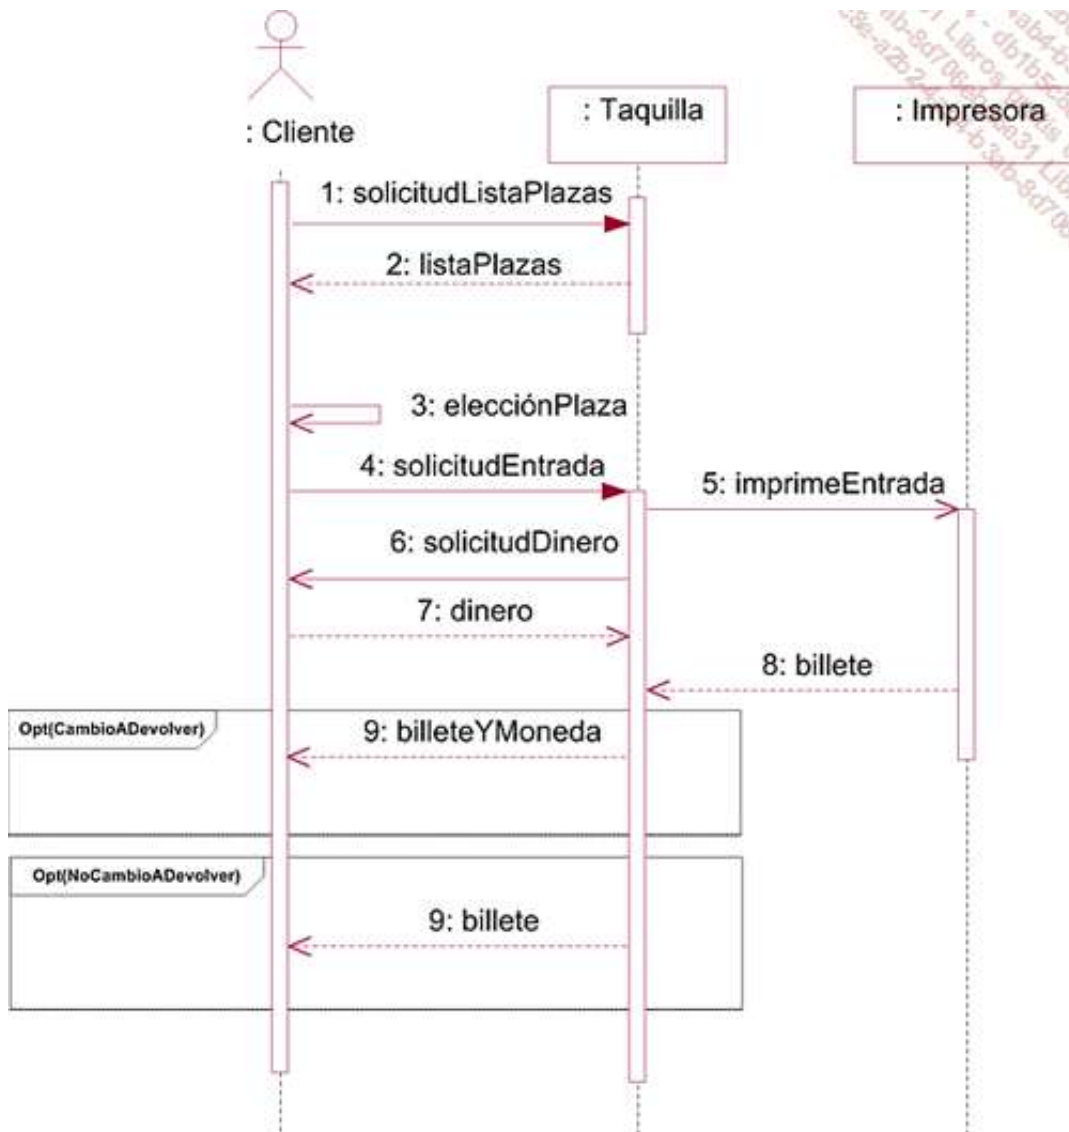 : Cliente
: Taquilla
: Impresora
1: solicitudListaPlazas
2: listaPlazas
3: elecciónPlaza
4: solicitudEntrada
5: imprimeEntrada
6: solicitudDinero
7: dinero
8: billete
Opt(CambioADevolver)
9: billeteYMoneda
Opt(NoCambioADevolver)
9: billete